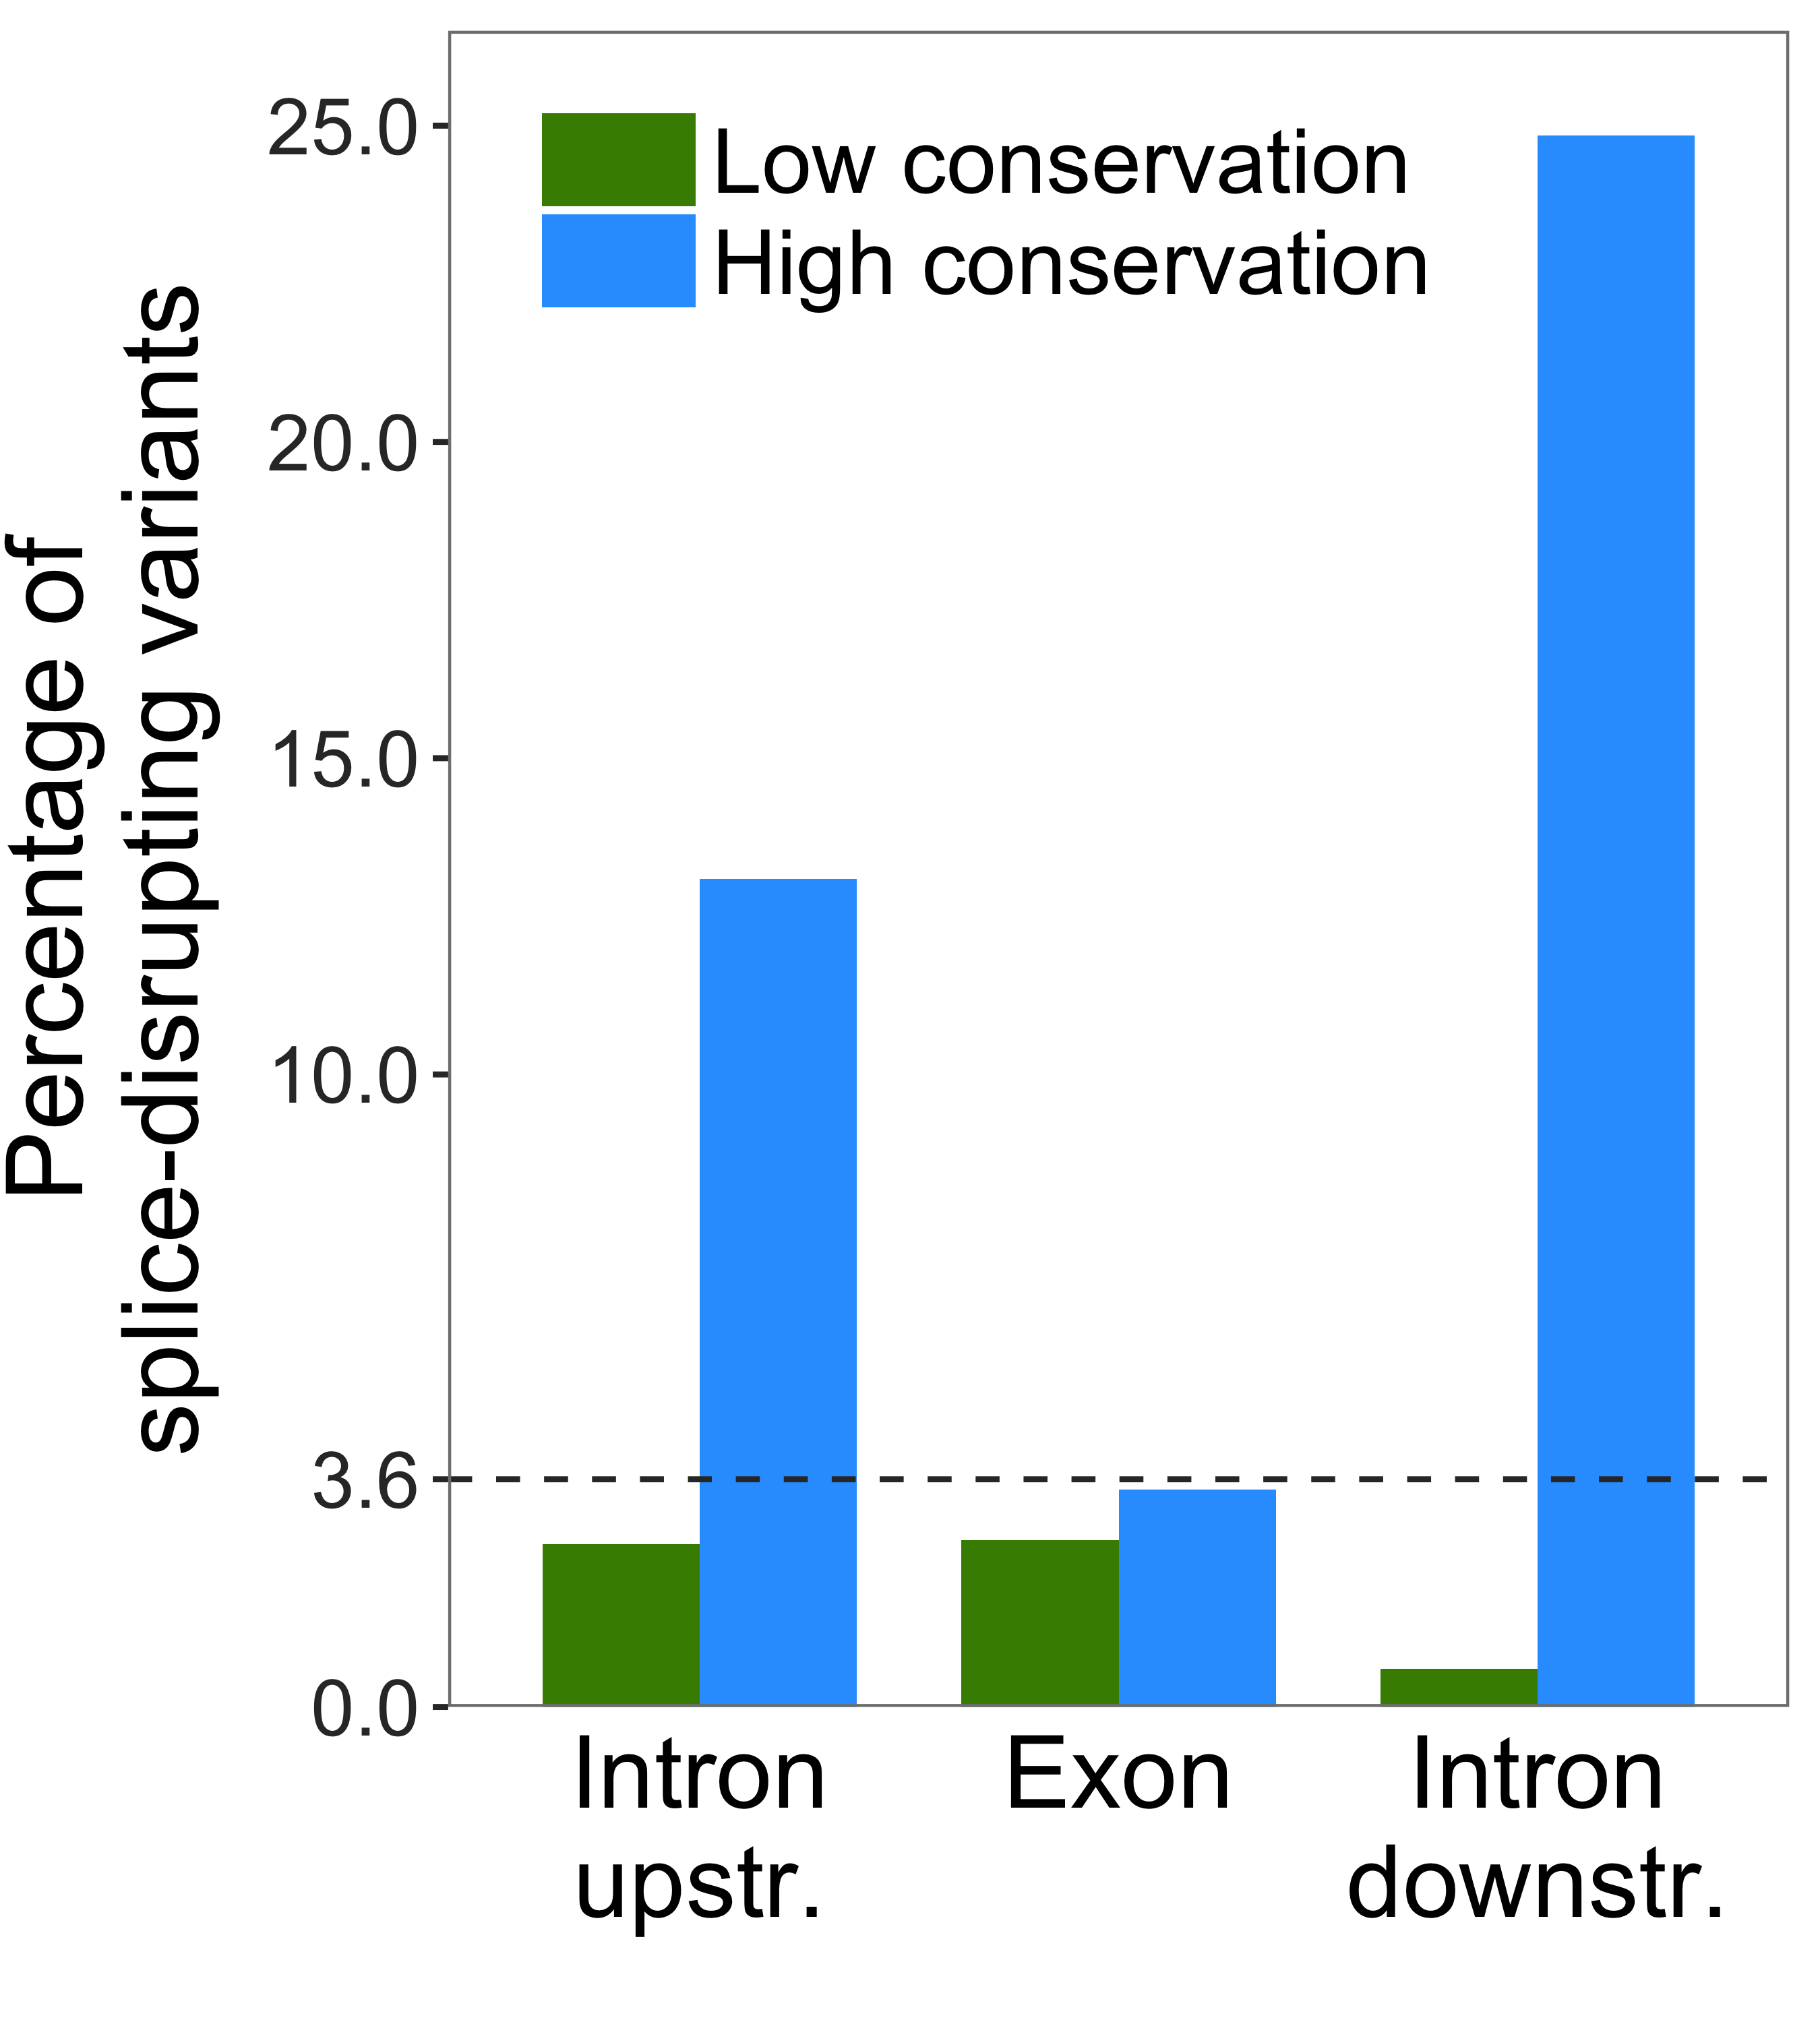 Percentage of
splice-disrupting variants
25.0
20.0
15.0
10.0
3.6
0.0
Low conservation
High conservation
Intron
upstr.
Exon
Intron
downstr.